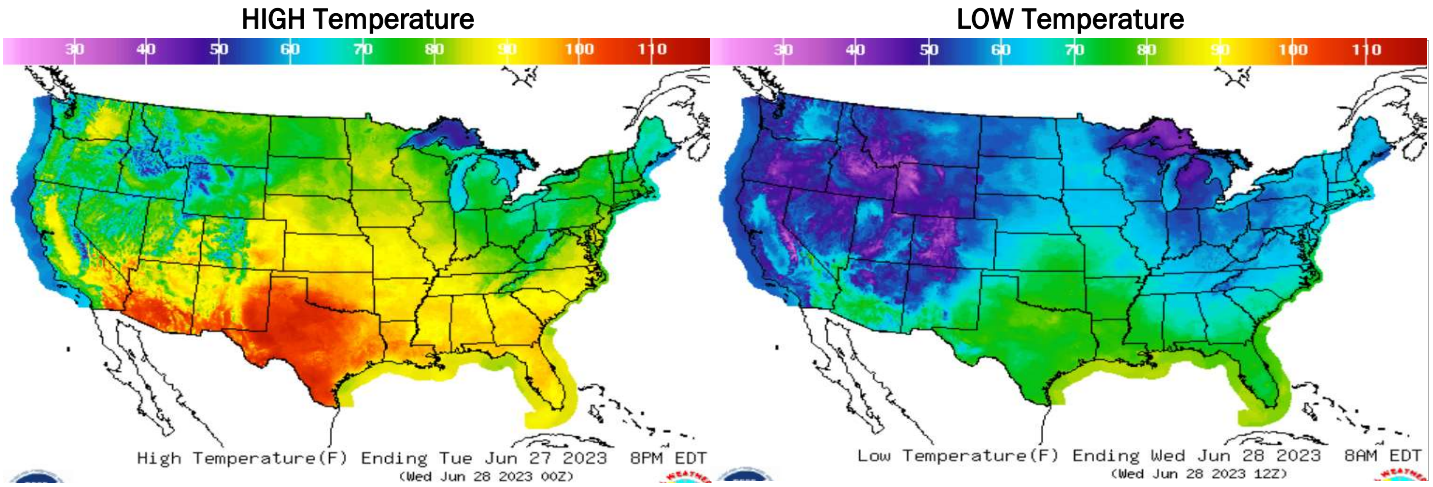 HIGH Temperature
30 40 50 60 70 80 90 100 110
High Temperature(F) Ending Tue Jun 27 2023 8PM EDT
(Wed Jun 28 2023 00Z)
LOW Temperature
30 40 50 60 70 80 90 100 110
Low Temperature(F) Ending Wed Jun 28 2023 8AM EDT
(Wed Jun 28 2023 12Z)
WEATHER